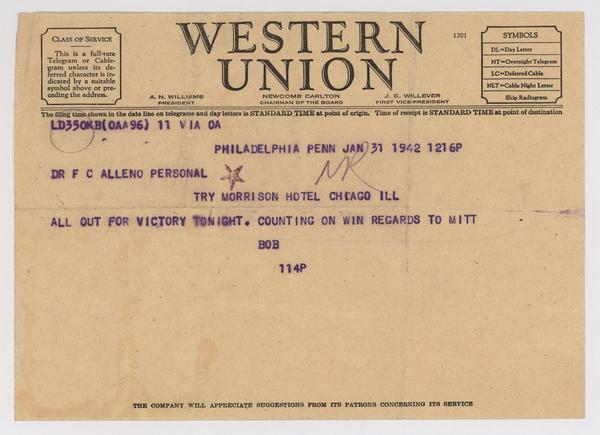 CLASS OF SERVICE
This is a full-rate
Telegram or Cable-
gram unless its de-
ferred character is in-
dicated by a suitable
symbol above or pre-
ceding the address.
WESTERN
UNION
1201
A. N. WILLIAMS
PRESIDENT
NEWCOMB CARLTON
CHAIRMAN OF THE BOARD
J. C. WILLEVER
FIRST VICE-PRESIDENT
SYMBOLS
DL=Day Letter
NT=Overnight Telegram
LC=Deferred Cable
NLT=Cable Night Letter
Ship Radiogram
The filing time shown in the date line on telegrams and day letters is STANDARD TIME at point of origin. Time of receipt is STANDARD TIME at point of destination
LD350KB(OAA96) 11 VIA OA
PHILADELPHIA PENN JAN 31 1942 1216P
DR F C ALLENO PERSONAL
NR
TRY MORRISON HOTEL CHICAGO ILL
ALL OUT FOR VICTORY TONIGHT. COUNTING ON WIN REGARDS TO MITT
BOB
114P
THE COMPANY WILL APPRECIATE SUGGESTIONS FROM ITS PATRONS CONCERNING ITS SERVICE